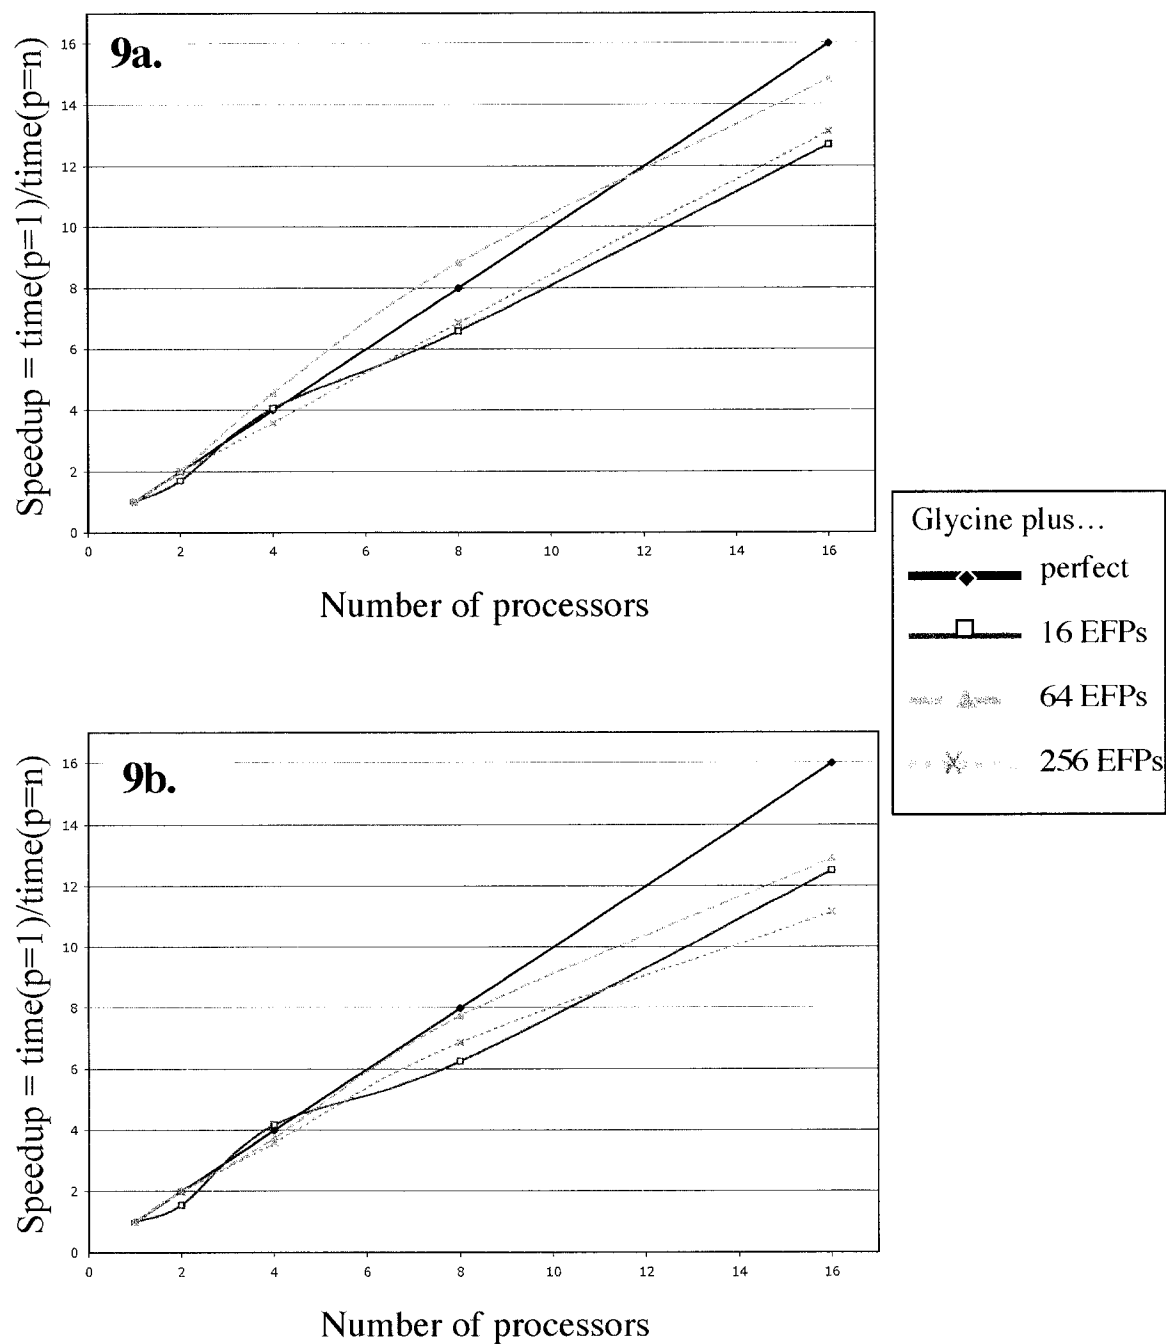 9a.
Speedup = time(p=1)/time(p=n)
16
14
12
10
8
6
4
2
0
0 2 4 6 8 10 12 14 16
Number of processors
Glycine plus...
perfect
16 EFPs
64 EFPs
256 EFPs
9b.
Speedup = time(p=1)/time(p=n)
16
14
12
10
8
6
4
2
0
0 2 4 6 8 10 12 14 16
Number of processors